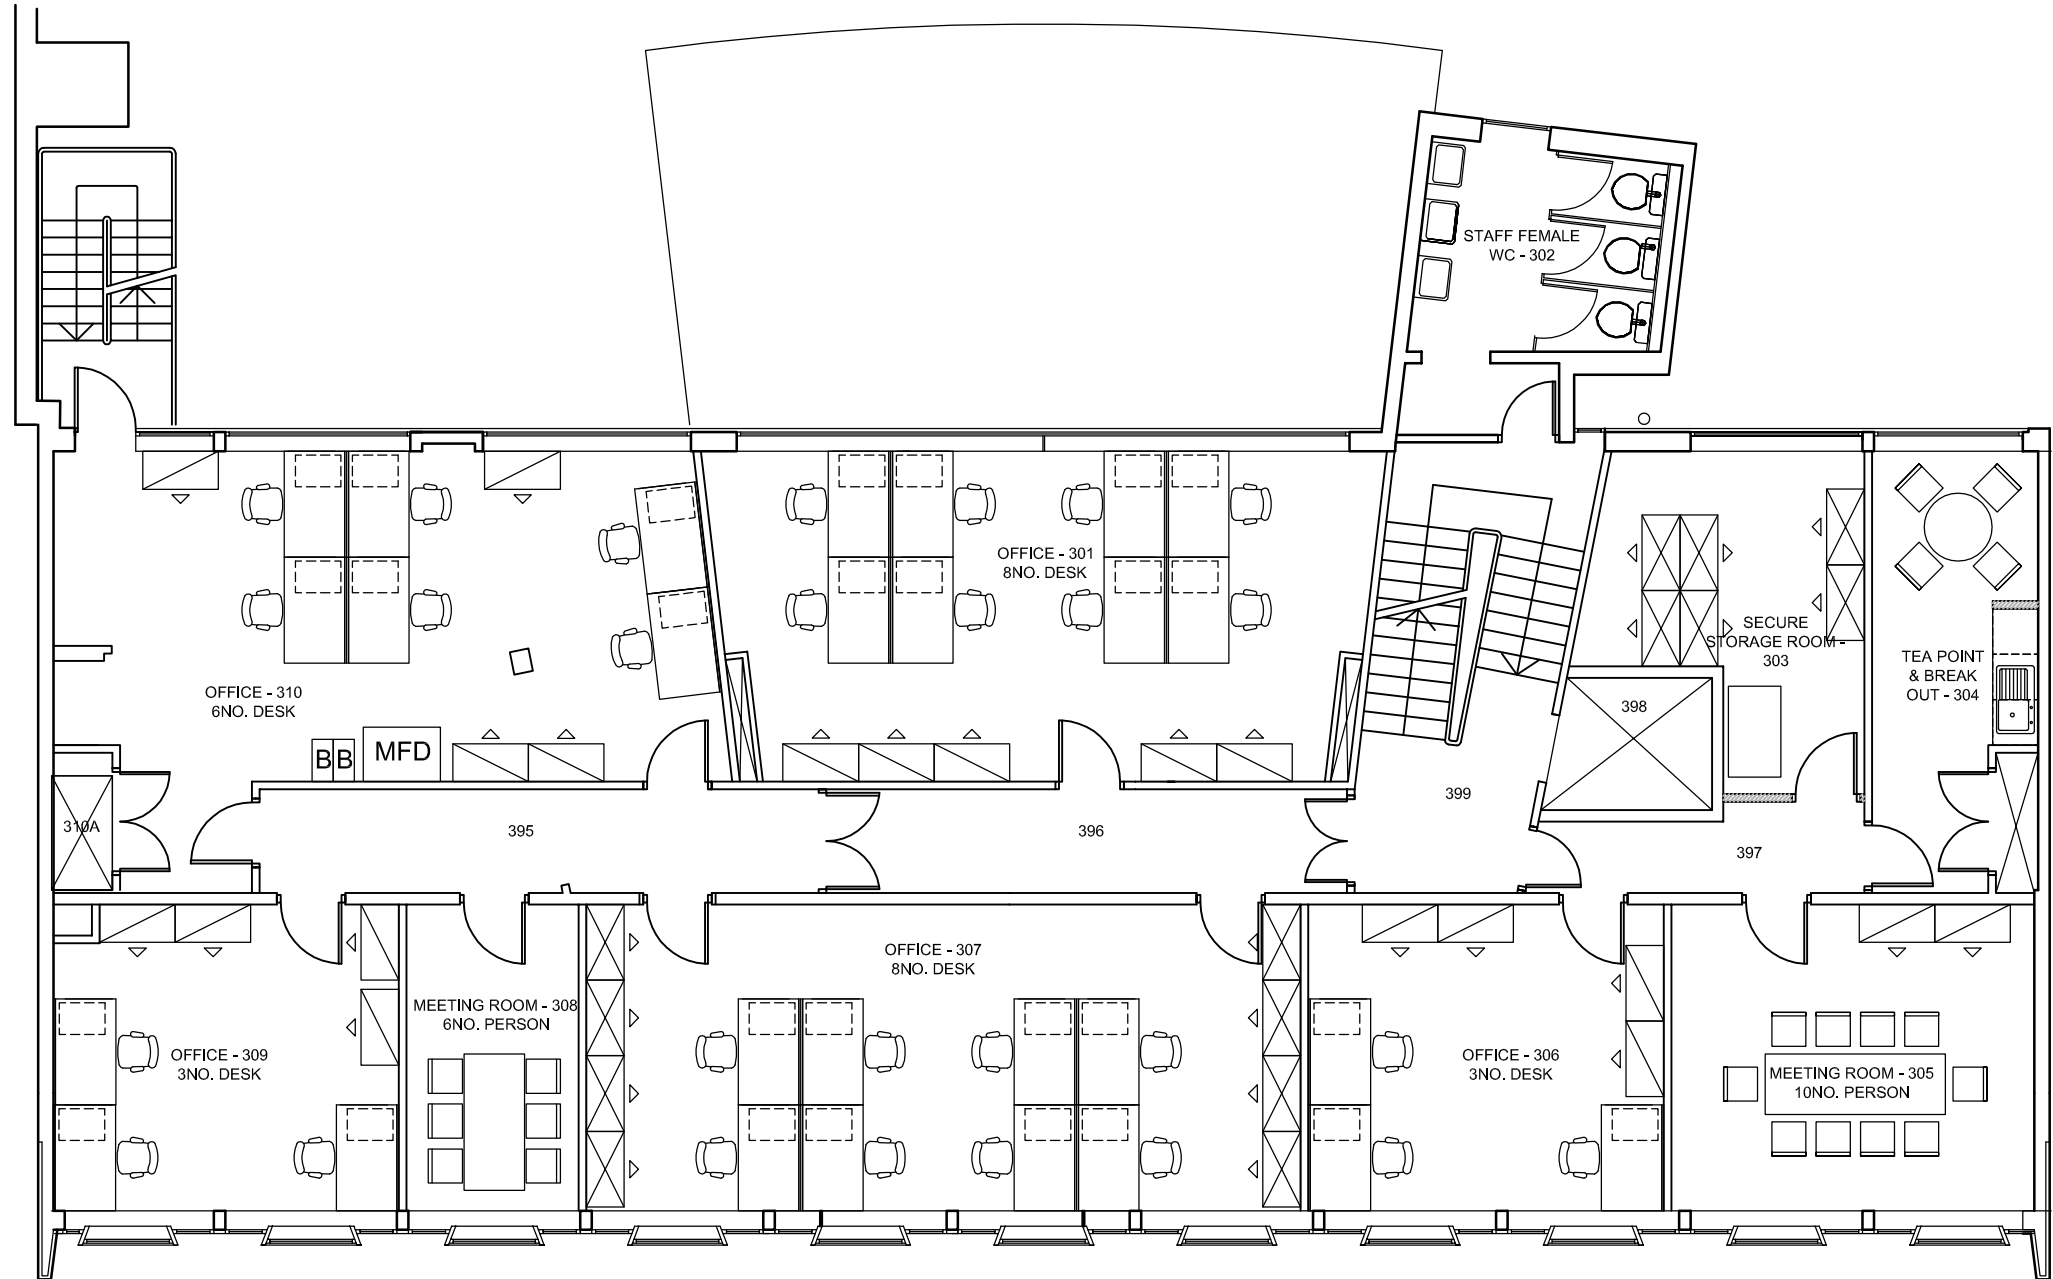 STAFF FEMALE
WC - 302
OFFICE - 301
8NO. DESK
SECURE
STORAGE ROOM -
303
TEA POINT
& BREAK
OUT - 304
OFFICE - 310
6NO. DESK
398
BB
MFD
399
310A
395
396
397
OFFICE - 307
8NO. DESK
MEETING ROOM - 308
6NO. PERSON
OFFICE - 309
3NO. DESK
OFFICE - 306
3NO. DESK
MEETING ROOM - 305
10NO. PERSON